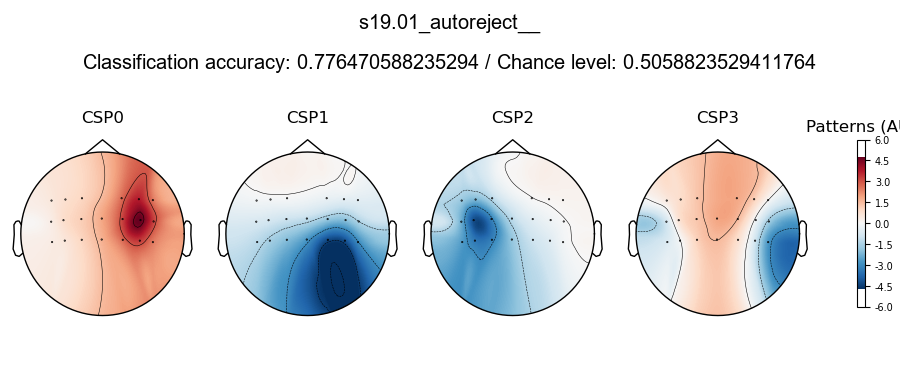 s19.01_autoreject__
Classification accuracy: 0.776470588235294 / Chance level: 0.5058823529411764
CSP0 CSP1 CSP2 CSP3
Patterns (AU
6.0
4.5
3.0
1.5
0.0
-1.5
-3.0
-4.5
-6.0